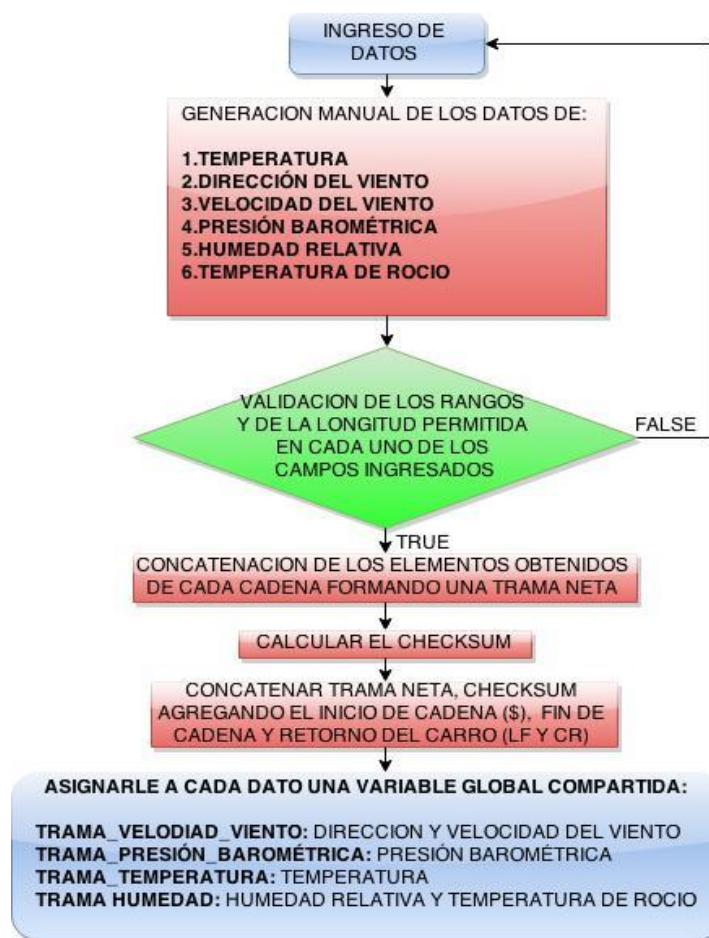 INGRESO DE
DATOS
GENERACION MANUAL DE LOS DATOS DE:
1.TEMPERATURA
2.DIRECCIÓN DEL VIENTO
3.VELOCIDAD DEL VIENTO
4.PRESIÓN BAROMÉTRICA
5.HUMEDAD RELATIVA
6.TEMPERATURA DE ROCIO
VALIDACION DE LOS RANGOS
Y DE LA LONGITUD PERMITIDA
EN CADA UNO DE LOS
CAMPOS INGRESADOS
FALSE
TRUE
CONCATENACION DE LOS ELEMENTOS OBTENIDOS
DE CADA CADENA FORMANDO UNA TRAMA NETA
CALCULAR EL CHECKSUM
CONCATENAR TRAMA NETA, CHECKSUM
AGREGANDO EL INICIO DE CADENA ($), FIN DE
CADENA Y RETORNO DEL CARRO (LF Y CR)
ASIGNARLE A CADA DATO UNA VARIABLE GLOBAL COMPARTIDA:
TRAMA_VELODIAD_VIENTO: DIRECCION Y VELOCIDAD DEL VIENTO
TRAMA_PRESIÓN_BAROMÉTRICA: PRESIÓN BAROMÉTRICA
TRAMA_TEMPERATURA: TEMPERATURA
TRAMA HUMEDAD: HUMEDAD RELATIVA Y TEMPERATURA DE ROCIO